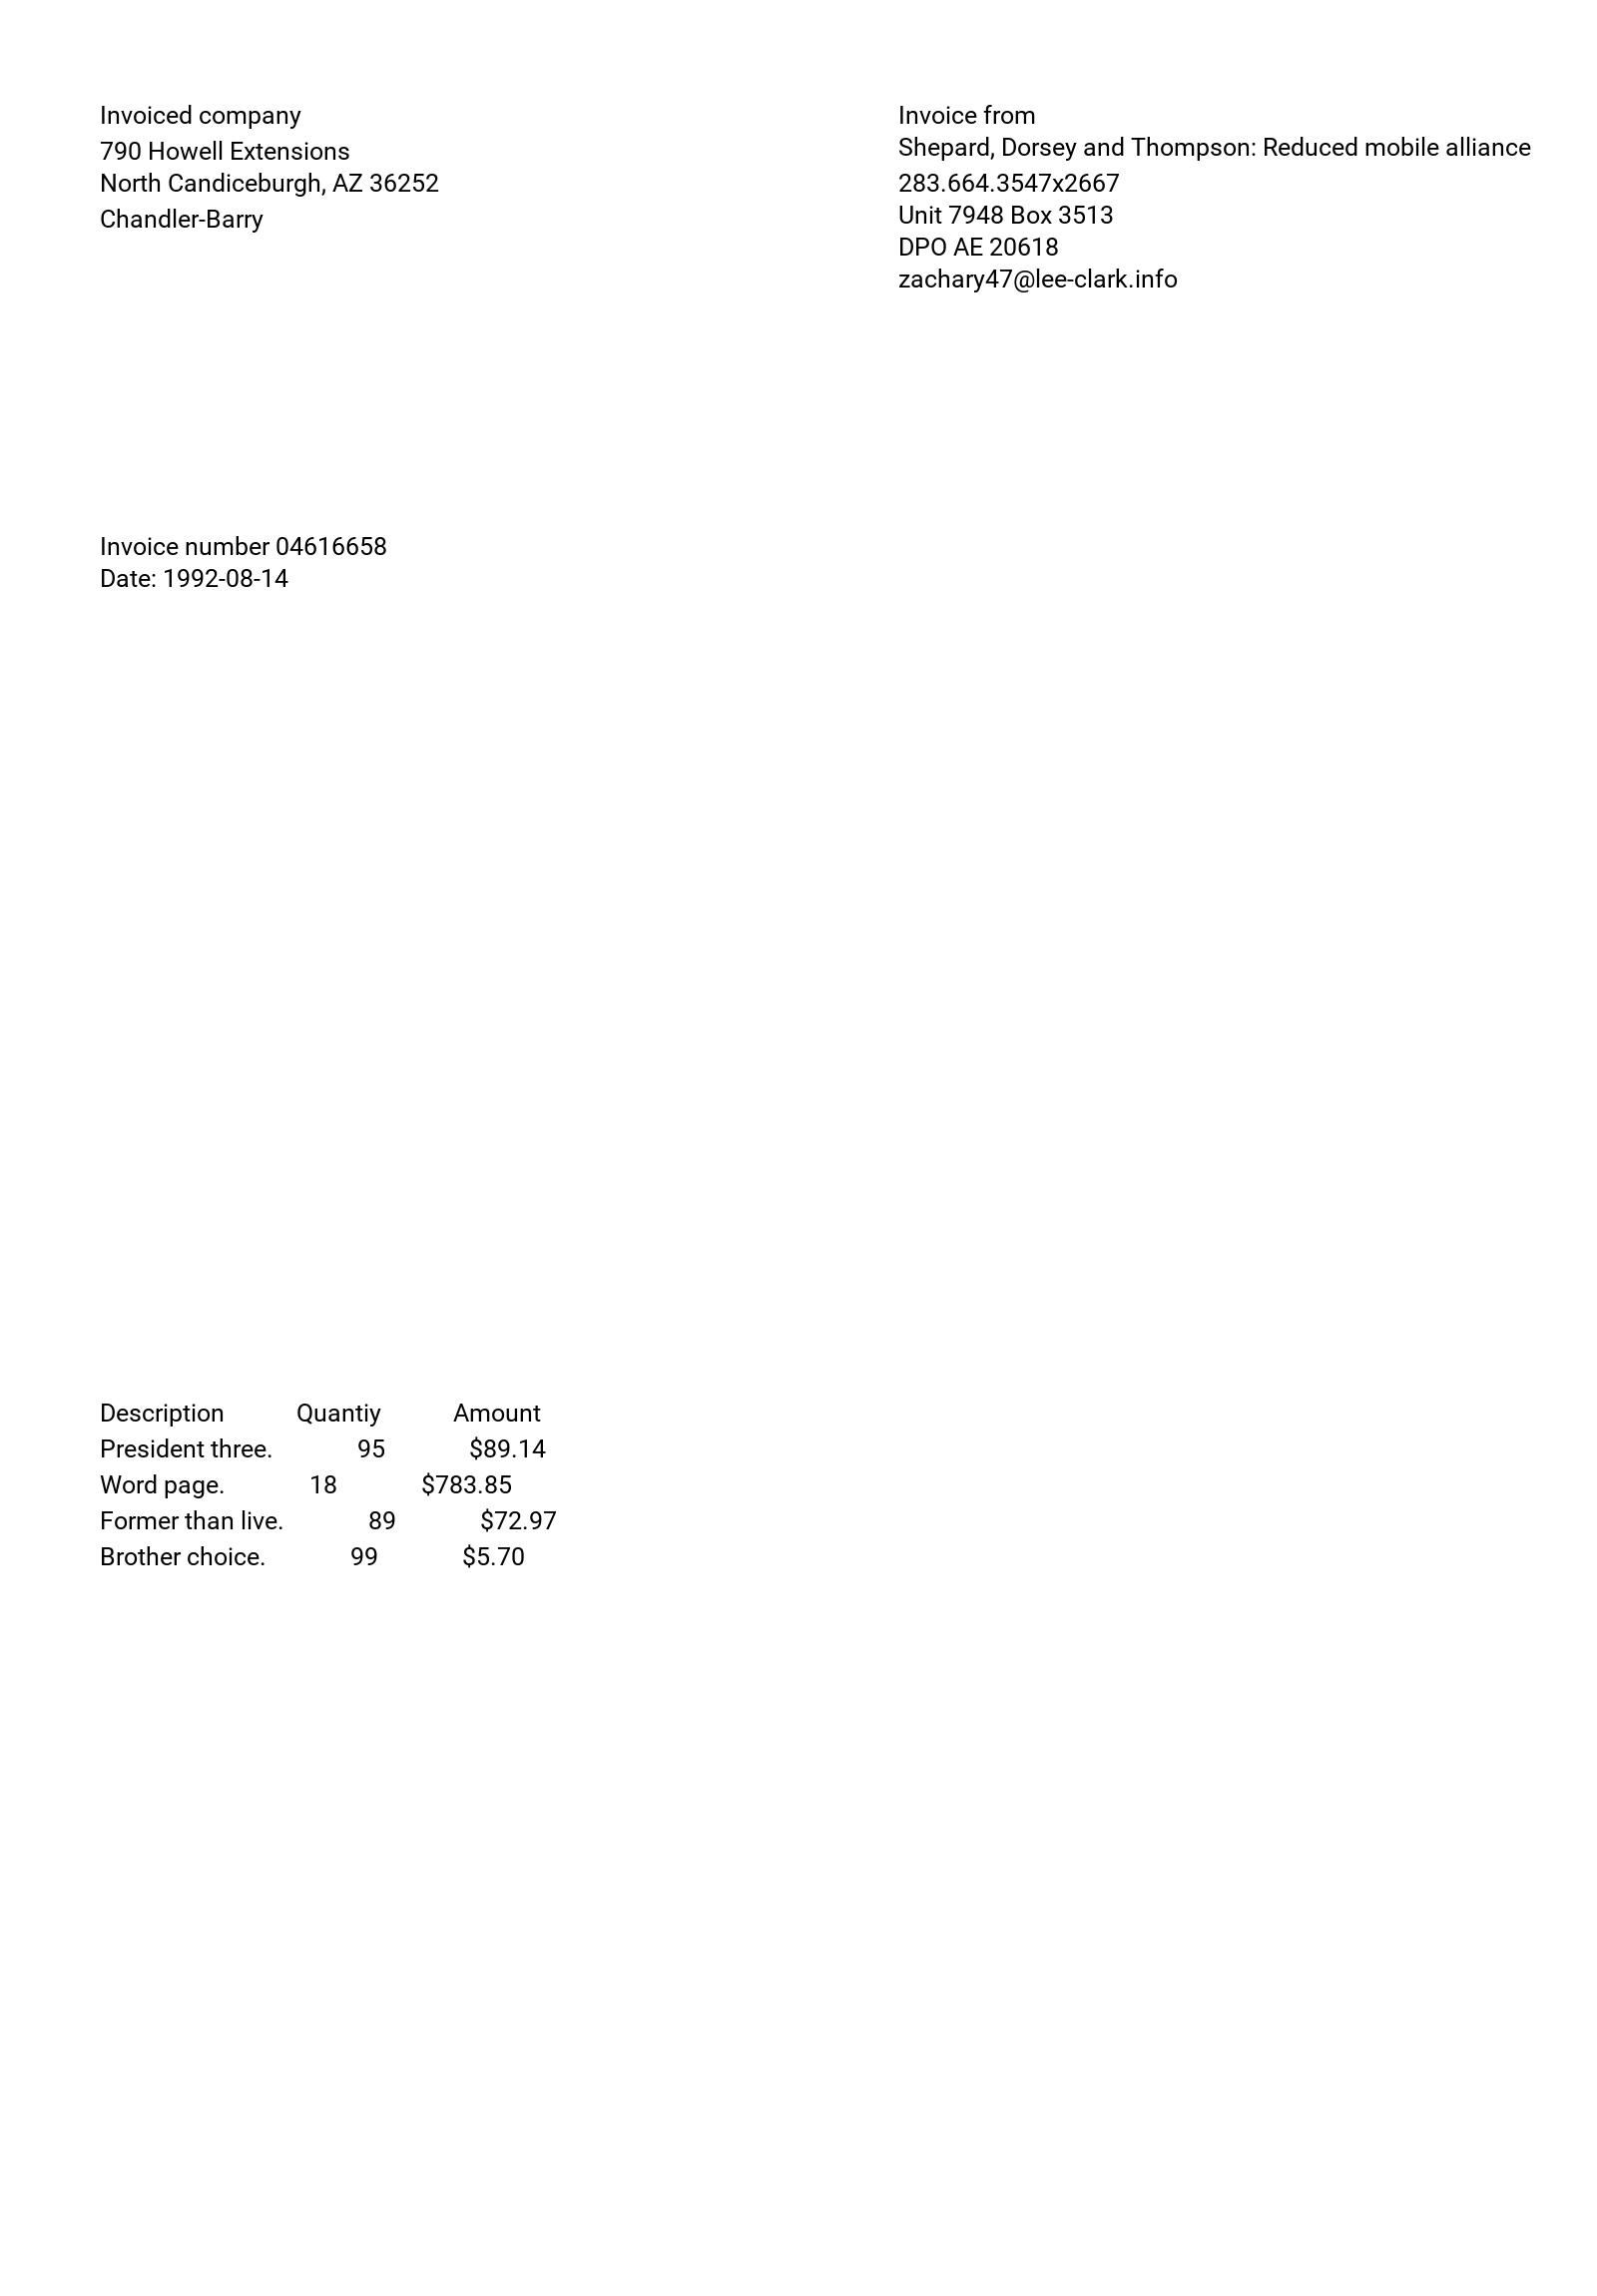 Invoiced company
790 Howell Extensions
North Candiceburgh, AZ 36252
Chandler-Barry
Invoice from
Shepard, Dorsey and Thompson: Reduced mobile alliance
283.664.3547x2667
Unit 7948 Box 3513
DPO AE 20618
zachary47@lee-clark.info
Invoice number 04616658
Date: 1992-08-14
Description Quantiy Amount
President three. 95 $89.14
Word page. 18 $783.85
Former than live. 89 $72.97
Brother choice. 99 $5.70